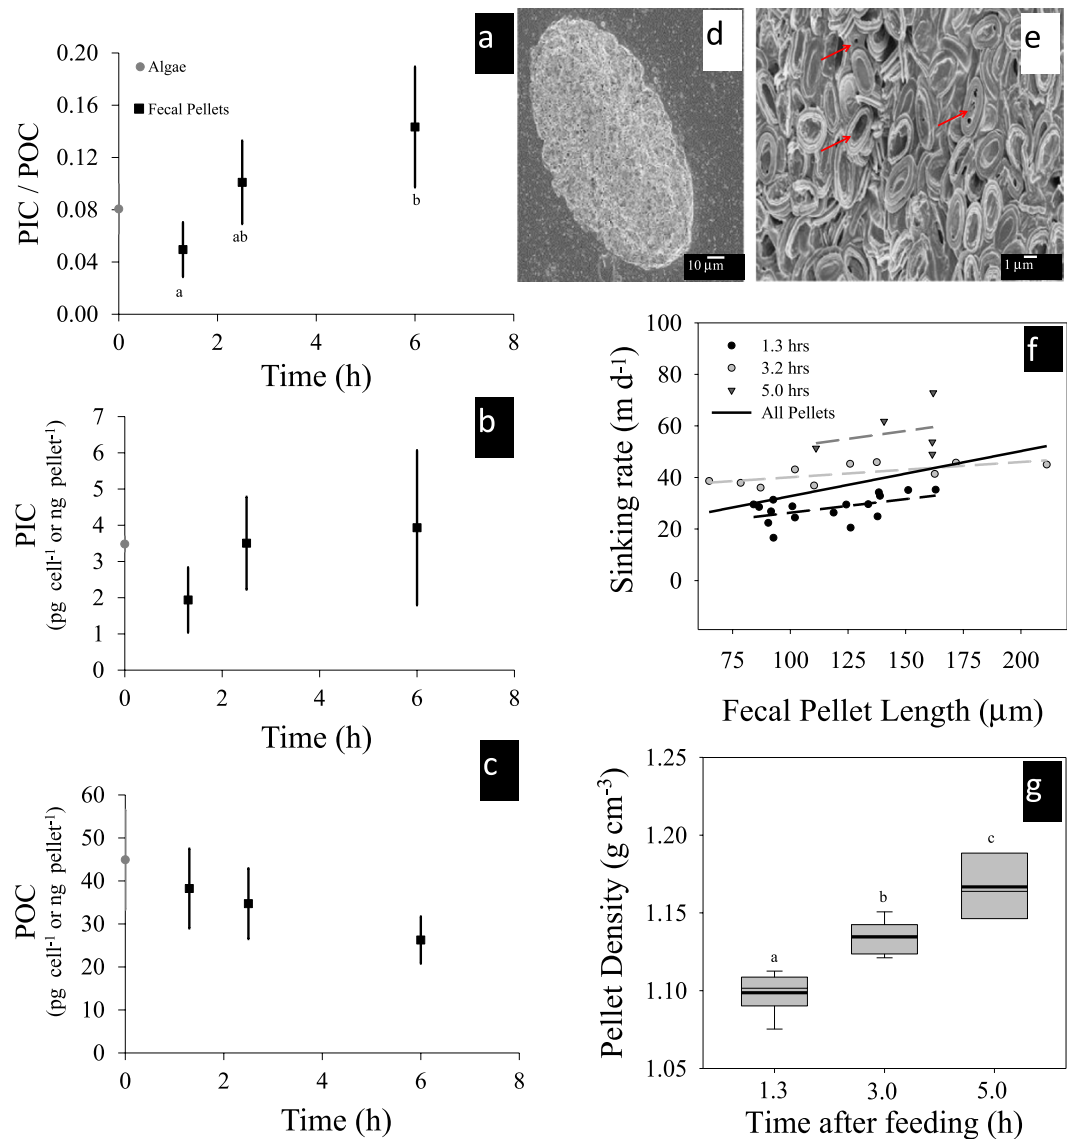 a
0.20
0.16
0.12
0.08
0.04
0.00
PIC / POC
Algae
Fecal Pellets
a
ab
b
0
2
4
6
8
Time (h)
d
10 μm
e
1 μm
b
7
6
5
4
3
2
1
0
PIC
(pg cell-1 or ng pellet-1)
0
2
4
6
8
Time (h)
c
60
50
40
30
20
10
0
POC
(pg cell-1 or ng pellet-1)
0
2
4
6
8
Time (h)
f
100
80
60
40
20
0
Sinking rate (m d-1)
1.3 hrs
3.2 hrs
5.0 hrs
All Pellets
75
100
125
150
175
200
Fecal Pellet Length (μm)
g
1.25
1.20
1.15
1.10
1.05
Pellet Density (g cm-3)
a
b
c
1.3
3.0
5.0
Time after feeding (h)